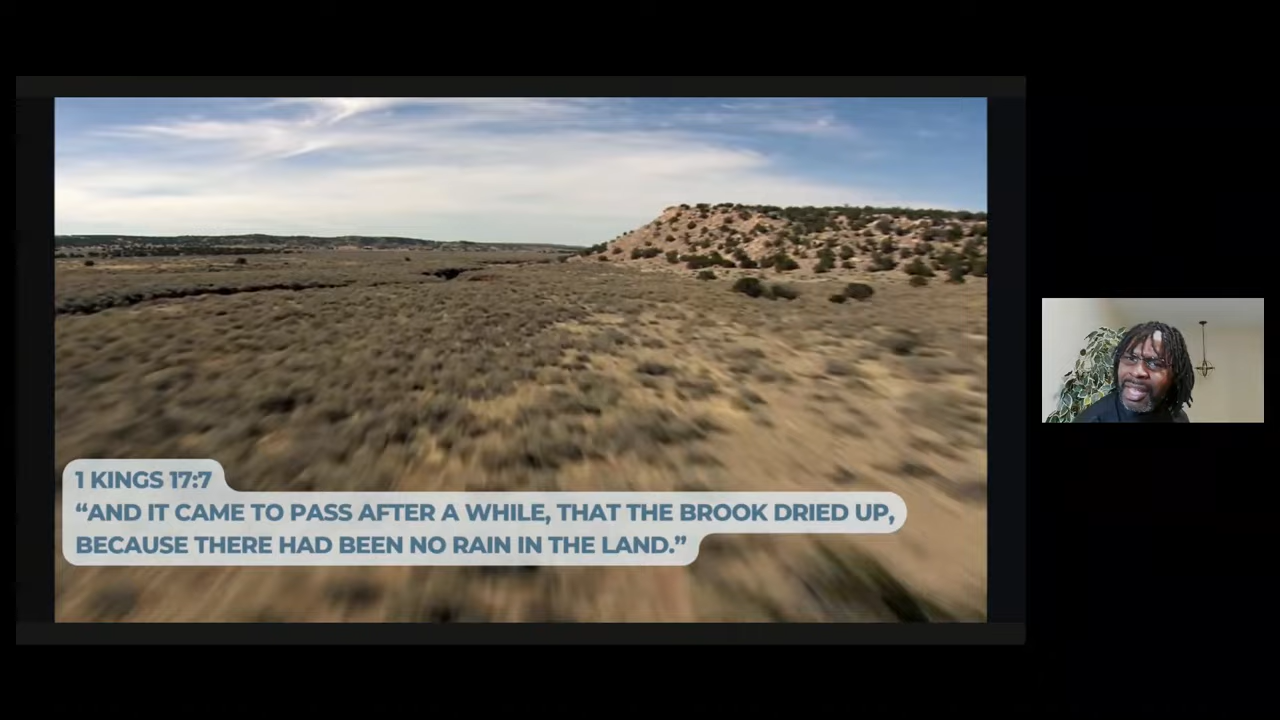 1 KINGS 17:7
“AND IT CAME TO PASS AFTER A WHILE, THAT THE BROOK DRIED UP,
BECAUSE THERE HAD BEEN NO RAIN IN THE LAND.”